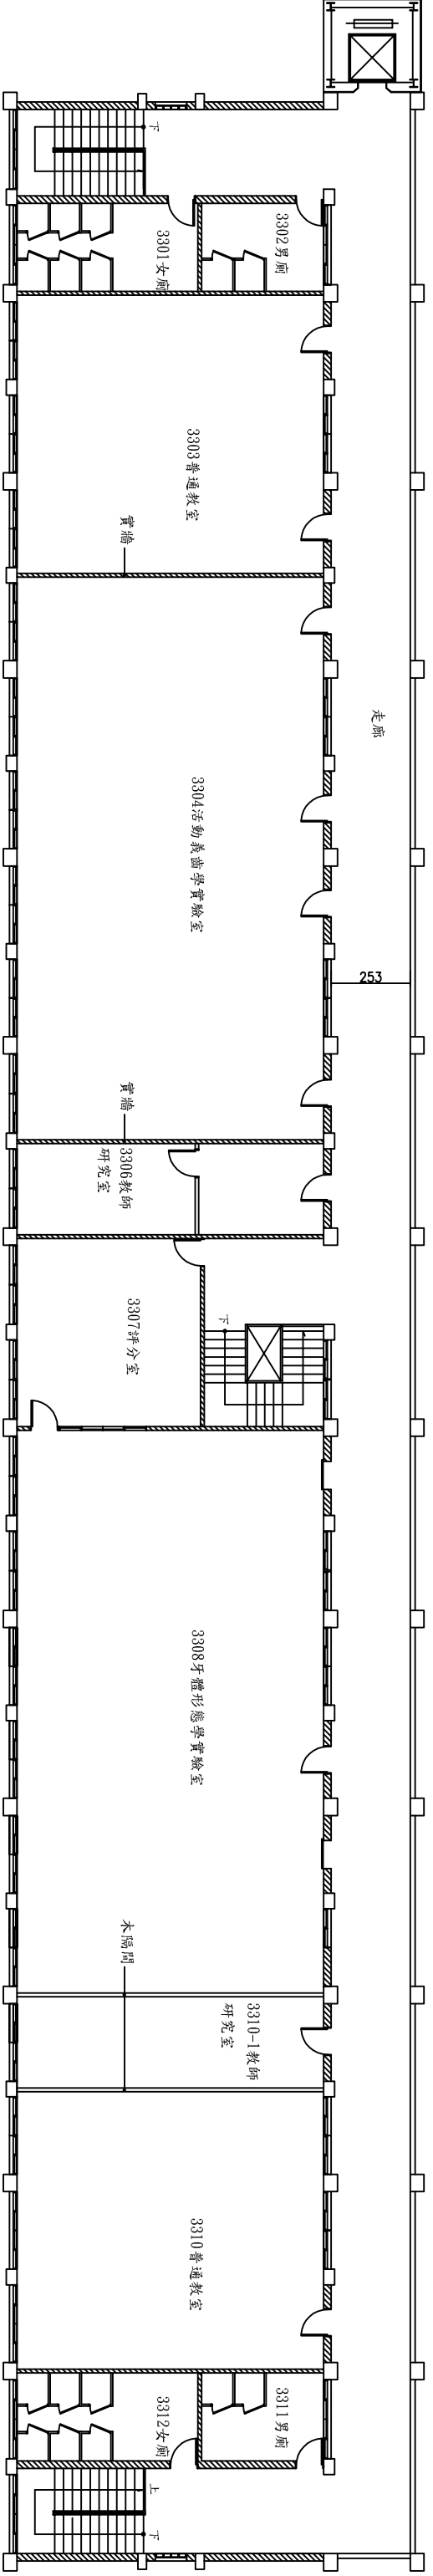 下
3302男廁
3301女廁
3303普通教室
實牆
走廊
3304活動義齒學實驗室
253
實牆
3306教師
研究室
3307評分室
下
3308牙體形態學實驗室
木隔間
3310-1教師
研究室
3310普通教室
3311男廁
3312女廁
上
下